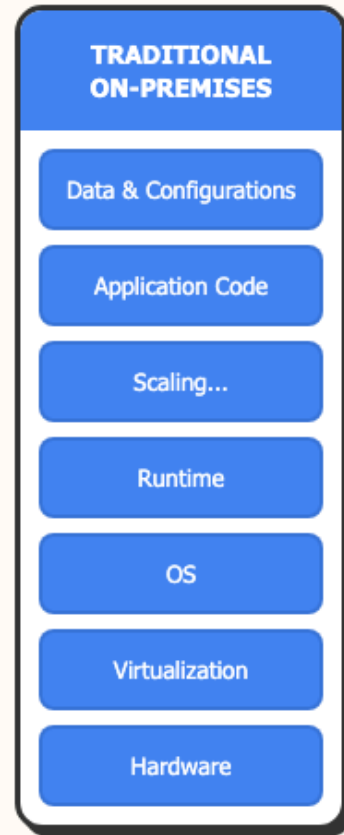 TRADITIONAL
ON-PREMISES
Data & Configurations
Application Code
Scaling...
Runtime
OS
Virtualization
Hardware